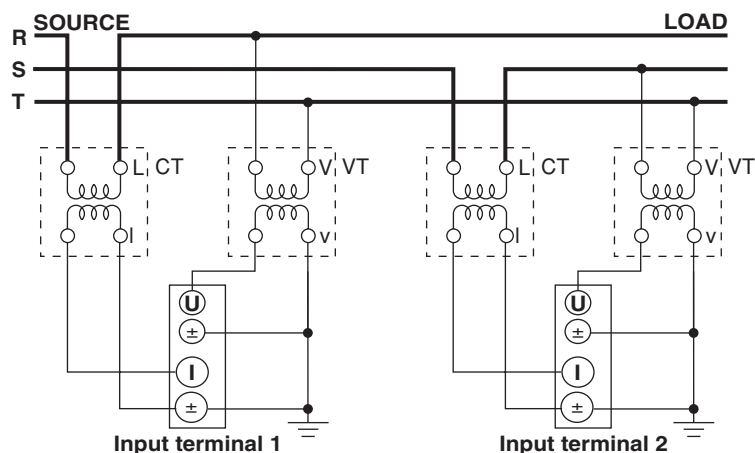 SOURCE LOAD
R
S
T
L CT V VT L CT V VT
l v l v
U U
± ±
I I
± ±
Input terminal 1 Input terminal 2